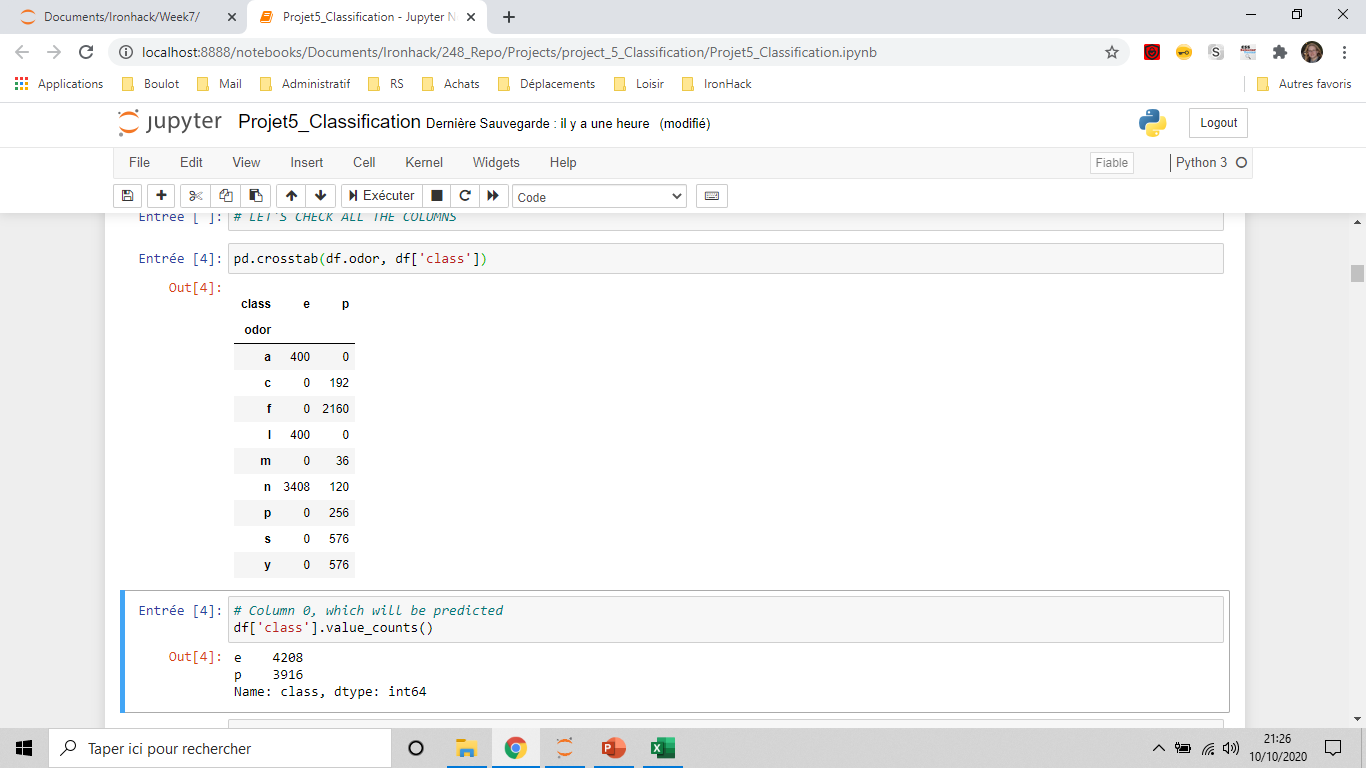 Documents/Ironhack/Week7/
Projet5_Classification - Jupyter N
localhost:8888/notebooks/Documents/Ironhack/248_Repo/Projects/project_5_Classification/Projet5_Classification.ipynb
Applications Boulot Mail Administratif RS Achats Déplacements Loisir IronHack Autres favoris
jupyter Projet5_Classification Dernière Sauvegarde : il y a une heure (modifié) Logout
File Edit View Insert Cell Kernel Widgets Help Fiable Python 3
Exécuter Code
Entrée [ ]: # LET'S CHECK ALL THE COLUMNS
Entrée [4]: pd.crosstab(df.odor, df['class'])
Out[4]:
class e p
odor
a 400 0
c 0 192
f 0 2160
l 400 0
m 0 36
n 3408 120
p 0 256
s 0 576
y 0 576
Entrée [4]: # Column 0, which will be predicted
df['class'].value_counts()
Out[4]: e 4208
p 3916
Name: class, dtype: int64
Taper ici pour rechercher
21:26
10/10/2020